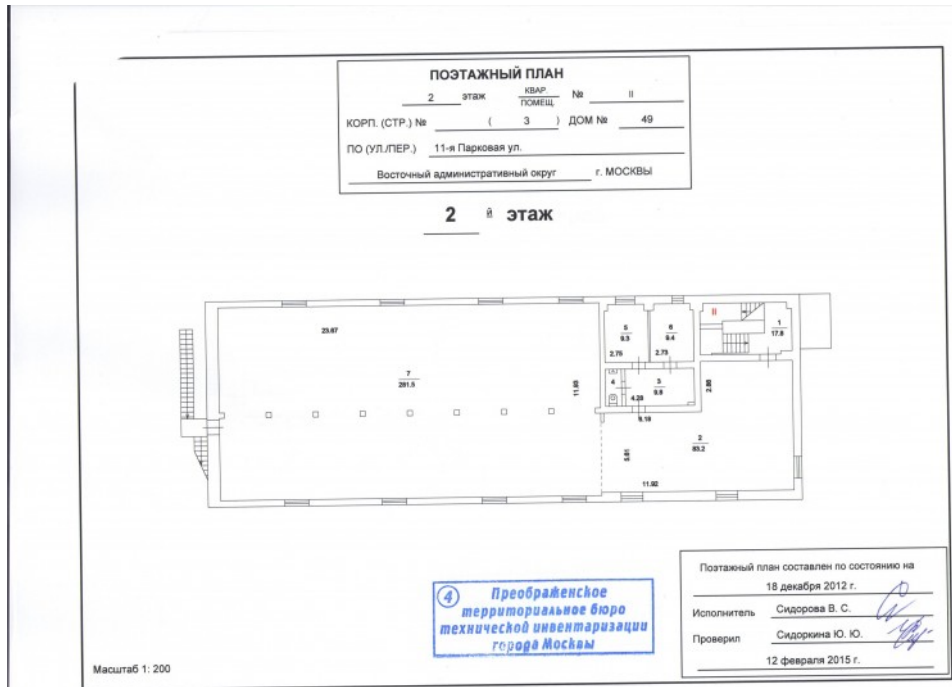 ПОЭТАЖНЫЙ ПЛАН
2 этаж КВАР. ПОМЕЩ. № II
КОРП. (СТР.) № ( 3 ) ДОМ № 49
ПО (УЛ./ПЕР.) 11-я Парковая ул.
Восточный административный округ г. МОСКВЫ
2 й этаж
II
1
17.8
5
9.3
6
9.4
23.87
2.75
2.73
7
281.5
11.85
4
3
9.8
4.28
2.88
6.18
2
83.2
5.81
11.92
Поэтажный план составлен по состоянию на
18 декабря 2012 г.
Исполнитель Сидорова В. С.
Проверил Сидоркина Ю. Ю.
12 февраля 2015 г.
4 Преображенское
территориальное бюро
технической инвентаризации
города Москвы
Масштаб 1: 200